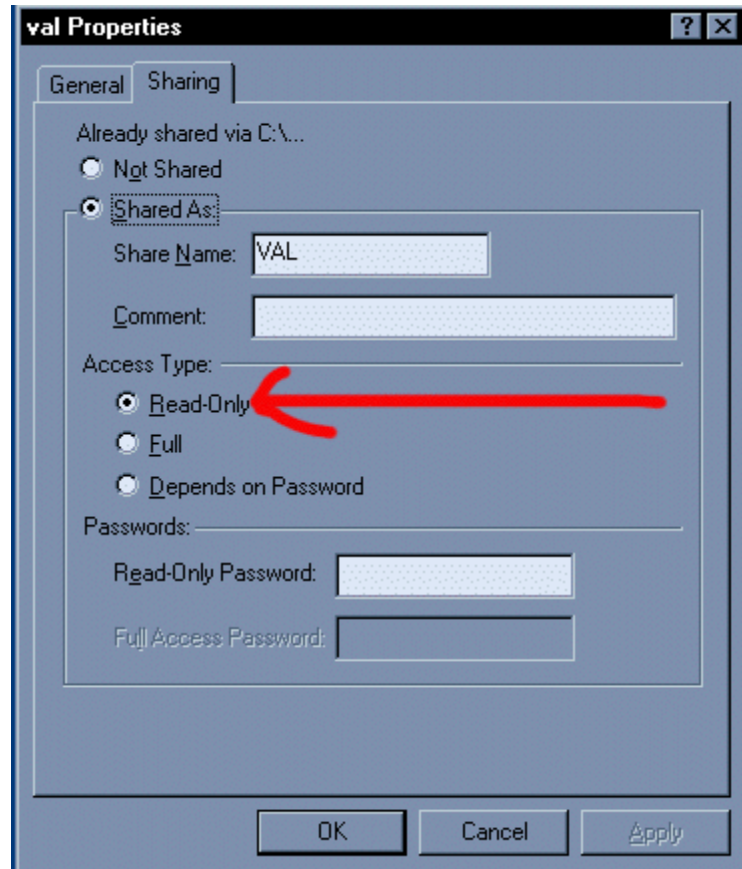 val Properties
General Sharing
Already shared via C:\...
Not Shared
Shared As:
Share Name: VAL
Comment:
Access Type:
Read-Only
Full
Depends on Password
Passwords:
Read-Only Password:
Full Access Password:
OK Cancel Apply